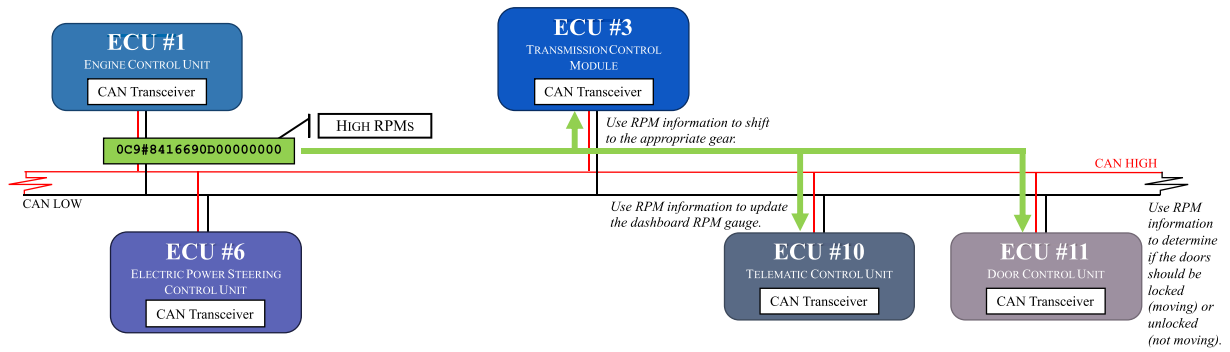 ECU #1
ENGINE CONTROL UNIT
CAN Transceiver
ECU #3
TRANSMISSION CONTROL
MODULE
CAN Transceiver
HIGH RPMS
0C9#8416690D00000000
Use RPM information to shift
to the appropriate gear.
CAN HIGH
CAN LOW
Use RPM information to update
the dashboard RPM gauge.
ECU #6
ELECTRIC POWER STEERING
CONTROL UNIT
CAN Transceiver
ECU #10
TELEMATIC CONTROL UNIT
CAN Transceiver
ECU #11
DOOR CONTROL UNIT
CAN Transceiver
Use RPM
information
to determine
if the doors
should be
locked
(moving) or
unlocked
(not moving).